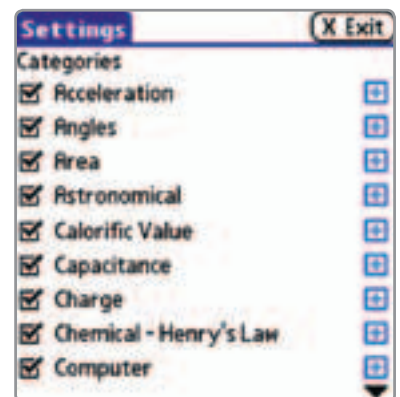 Settings
X Exit
Categories
Acceleration
Angles
Area
Astronomical
Calorific Value
Capacitance
Charge
Chemical - Henry's Law
Computer